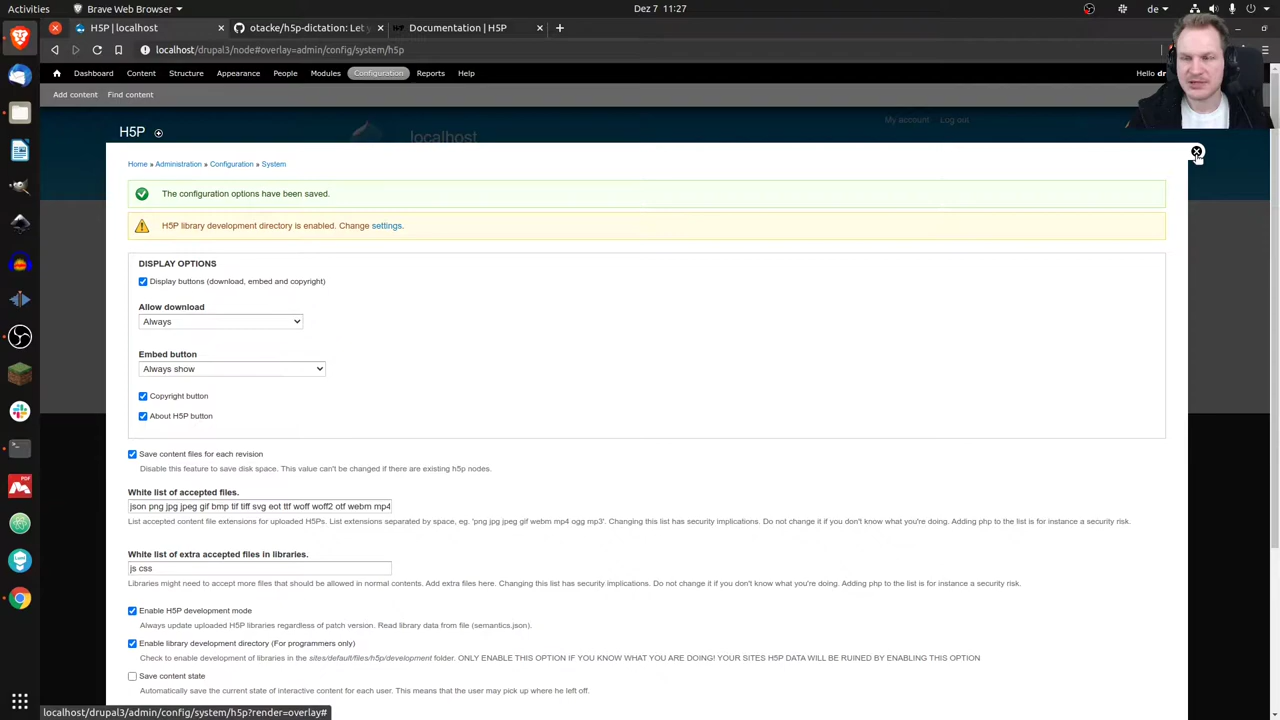 Activities
Brave Web Browser
Dez 7 11:27
H5P | localhost
otacke/h5p-dictation: Let y
Documentation | H5P
localhost/drupal3/node#overlay=admin/config/system/h5p
Dashboard Content Structure Appearance People Modules Configuration Reports Help
Hello dr
Add content Find content
My account Log out
H5P
localhost
Home » Administration » Configuration » System
The configuration options have been saved.
H5P library development directory is enabled. Change settings.
DISPLAY OPTIONS
Display buttons (download, embed and copyright)
Allow download
Always
Embed button
Always show
Copyright button
About H5P button
Save content files for each revision
Disable this feature to save disk space. This value can't be changed if there are existing h5p nodes.
White list of accepted files.
json png jpg jpeg gif bmp tif tiff svg eot ttf woff woff2 otf webm mp4
List accepted content file extensions for uploaded H5Ps. List extensions separated by space, eg. 'png jpg jpeg gif webm mp4 ogg mp3'. Changing this list has security implications. Do not change it if you don't know what you're doing. Adding php to the list is for instance a security risk.
White list of extra accepted files in libraries.
js css
Libraries might need to accept more files that should be allowed in normal contents. Add extra files here. Changing this list has security implications. Do not change it if you don't know what you're doing. Adding php to the list is for instance a security risk.
Enable H5P development mode
Always update uploaded H5P libraries regardless of patch version. Read library data from file (semantics.json).
Enable library development directory (For programmers only)
Check to enable development of libraries in the sites/default/files/h5p/development folder. ONLY ENABLE THIS OPTION IF YOU KNOW WHAT YOU ARE DOING! YOUR SITES H5P DATA WILL BE RUINED BY ENABLING THIS OPTION
Save content state
Automatically save the current state of interactive content for each user. This means that the user may pick up where he left off.
localhost/drupal3/admin/config/system/h5p?render=overlay#